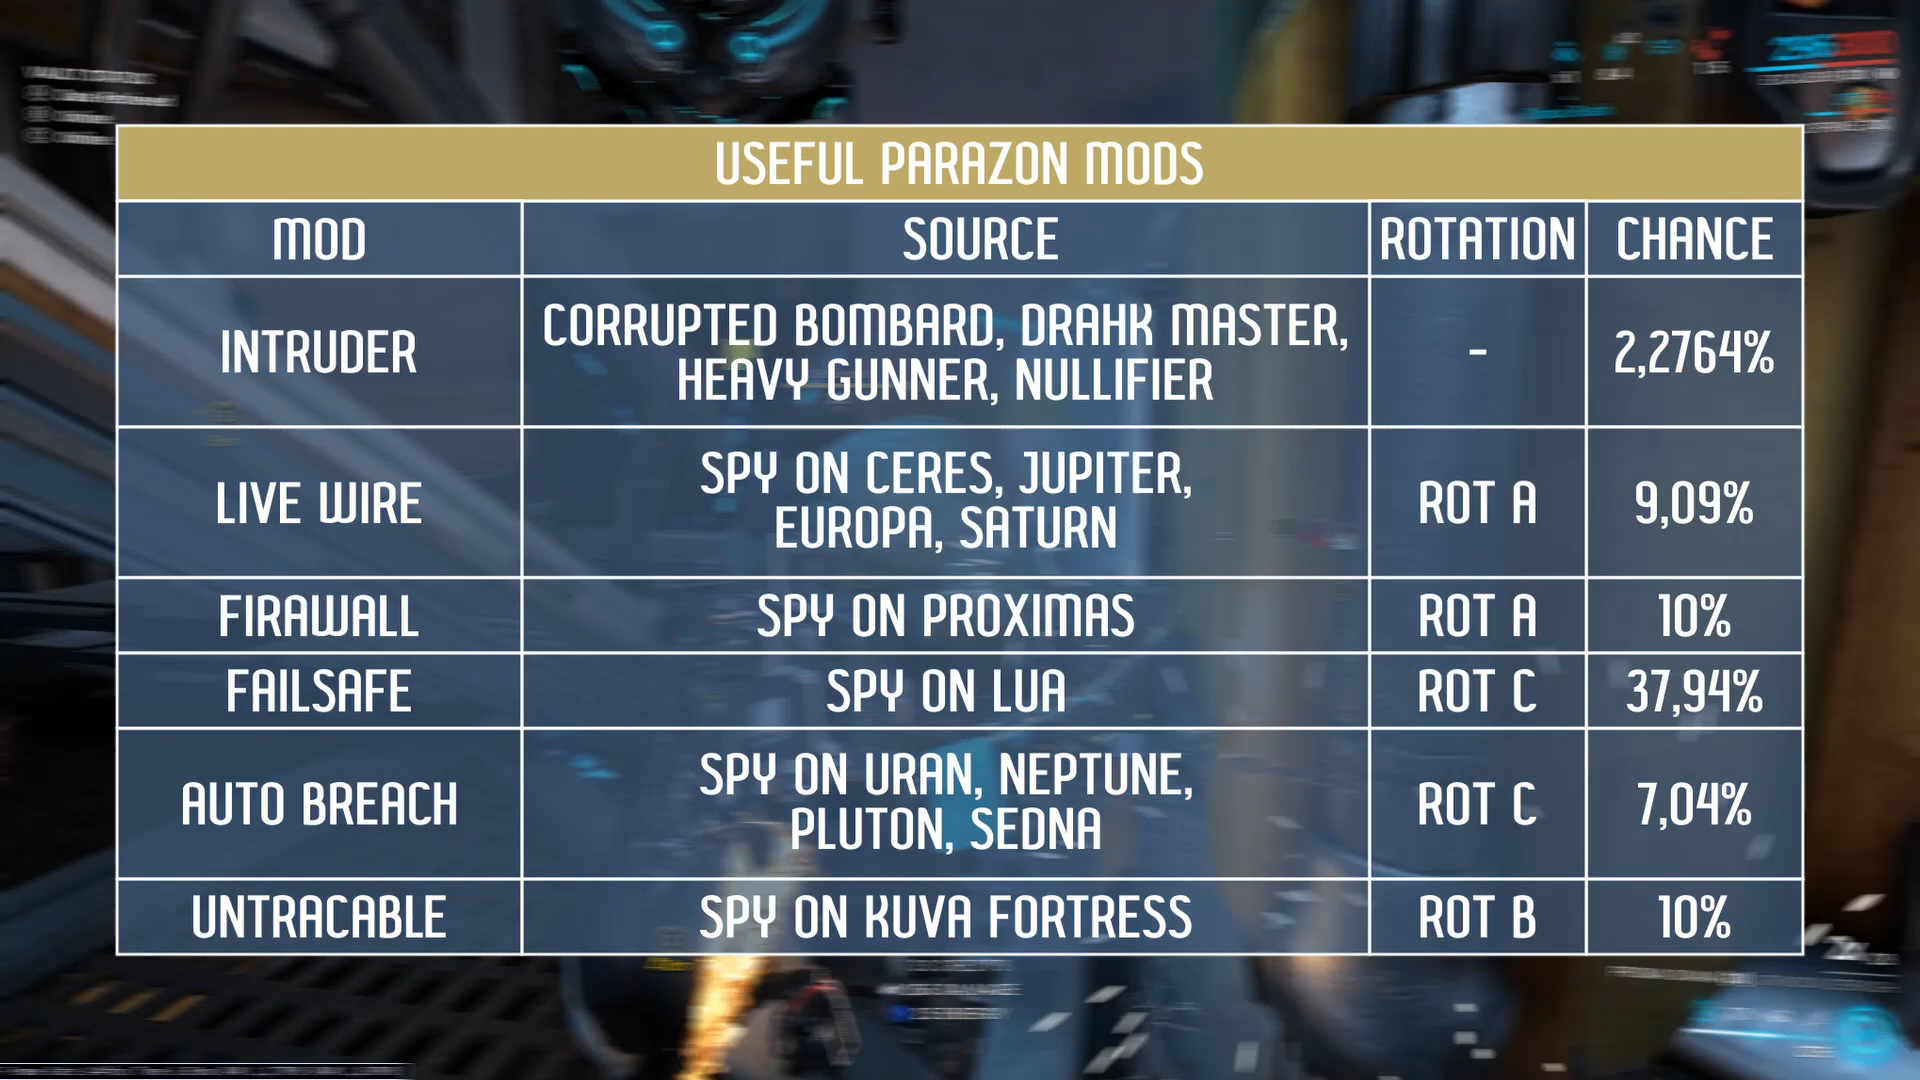 USEFUL PARAZON MODS
MOD SOURCE ROTATION CHANCE
INTRUDER CORRUPTED BOMBARD, DRAHK MASTER, HEAVY GUNNER, NULLIFIER - 2,2764%
LIVE WIRE SPY ON CERES, JUPITER, EUROPA, SATURN ROT A 9,09%
FIRAWALL SPY ON PROXIMAS ROT A 10%
FAILSAFE SPY ON LUA ROT C 37,94%
AUTO BREACH SPY ON URAN, NEPTUNE, PLUTON, SEDNA ROT C 7,04%
UNTRACABLE SPY ON KUVA FORTRESS ROT B 10%